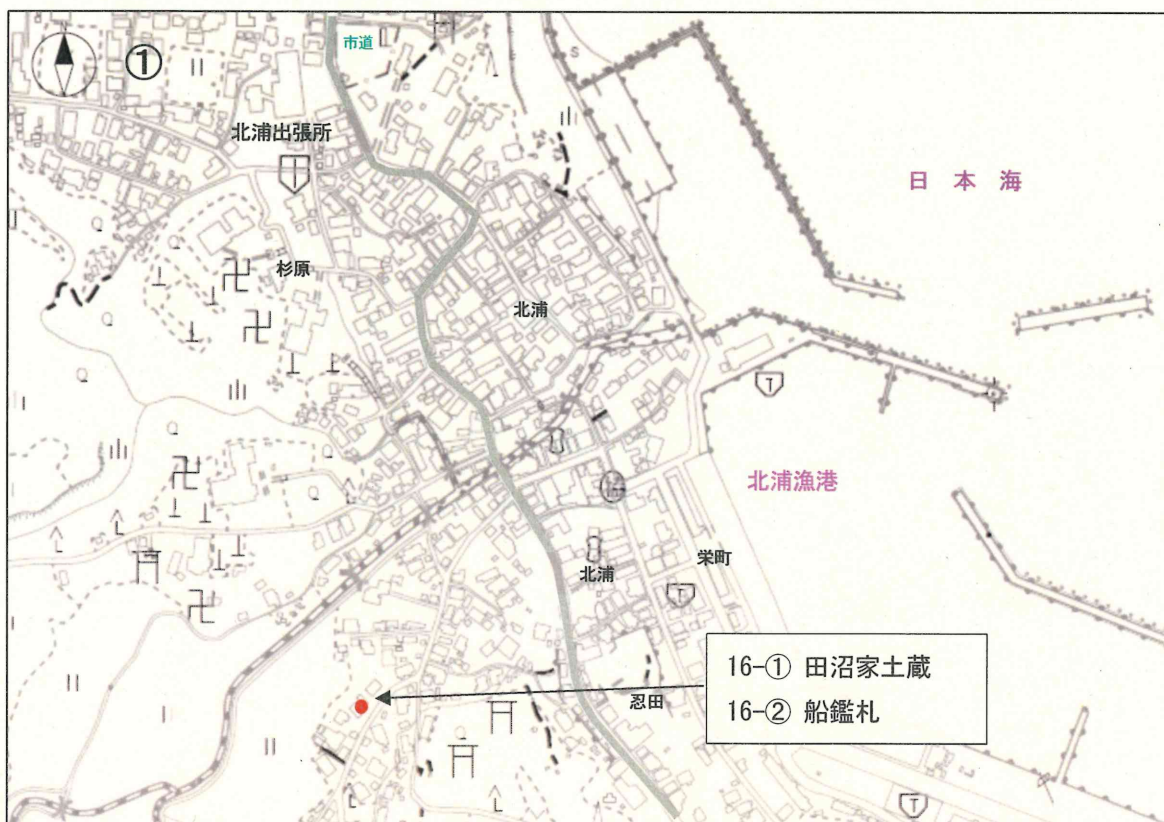 N
①
市道
北浦出張所
日本海
杉原
北浦
北浦漁港
栄町
北浦
忍田
16-① 田沼家土蔵
16-② 船鑑札